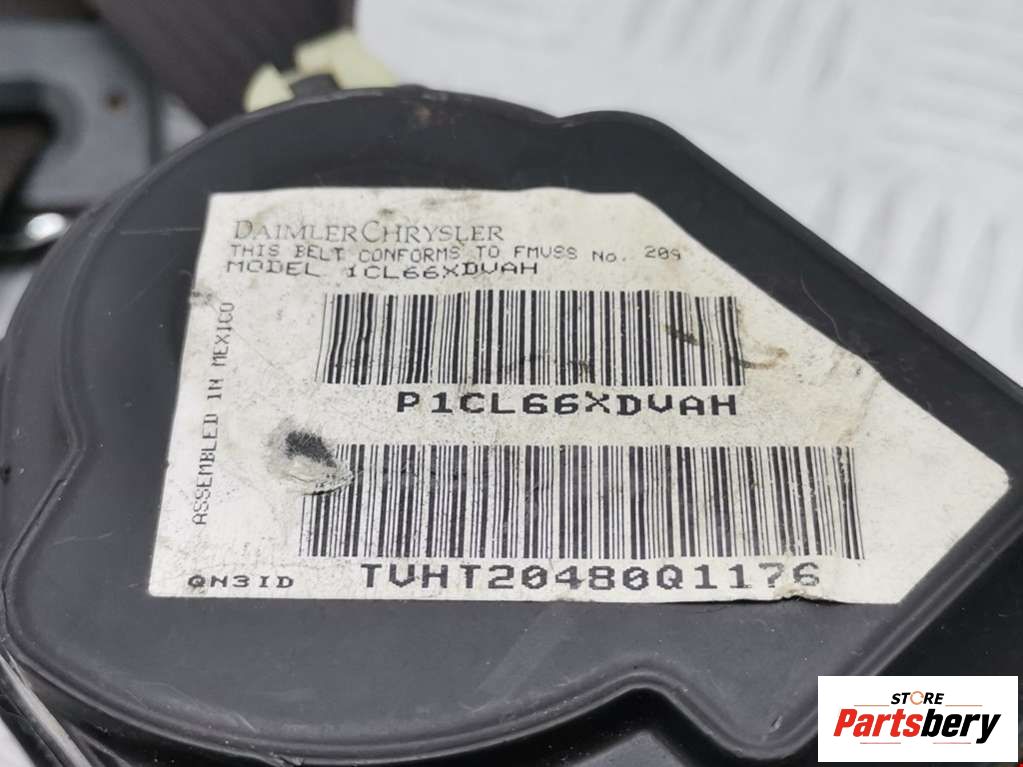 DAIMLERCHRYSLER
THIS BELT CONFORMS TO FMVSS No. 209
MODEL 1CL66XDVAH
ASSEMBLED IN MEXICO
P1CL66XDVAH
TVHT20480Q1176
QN3ID
STORE
Partsbery